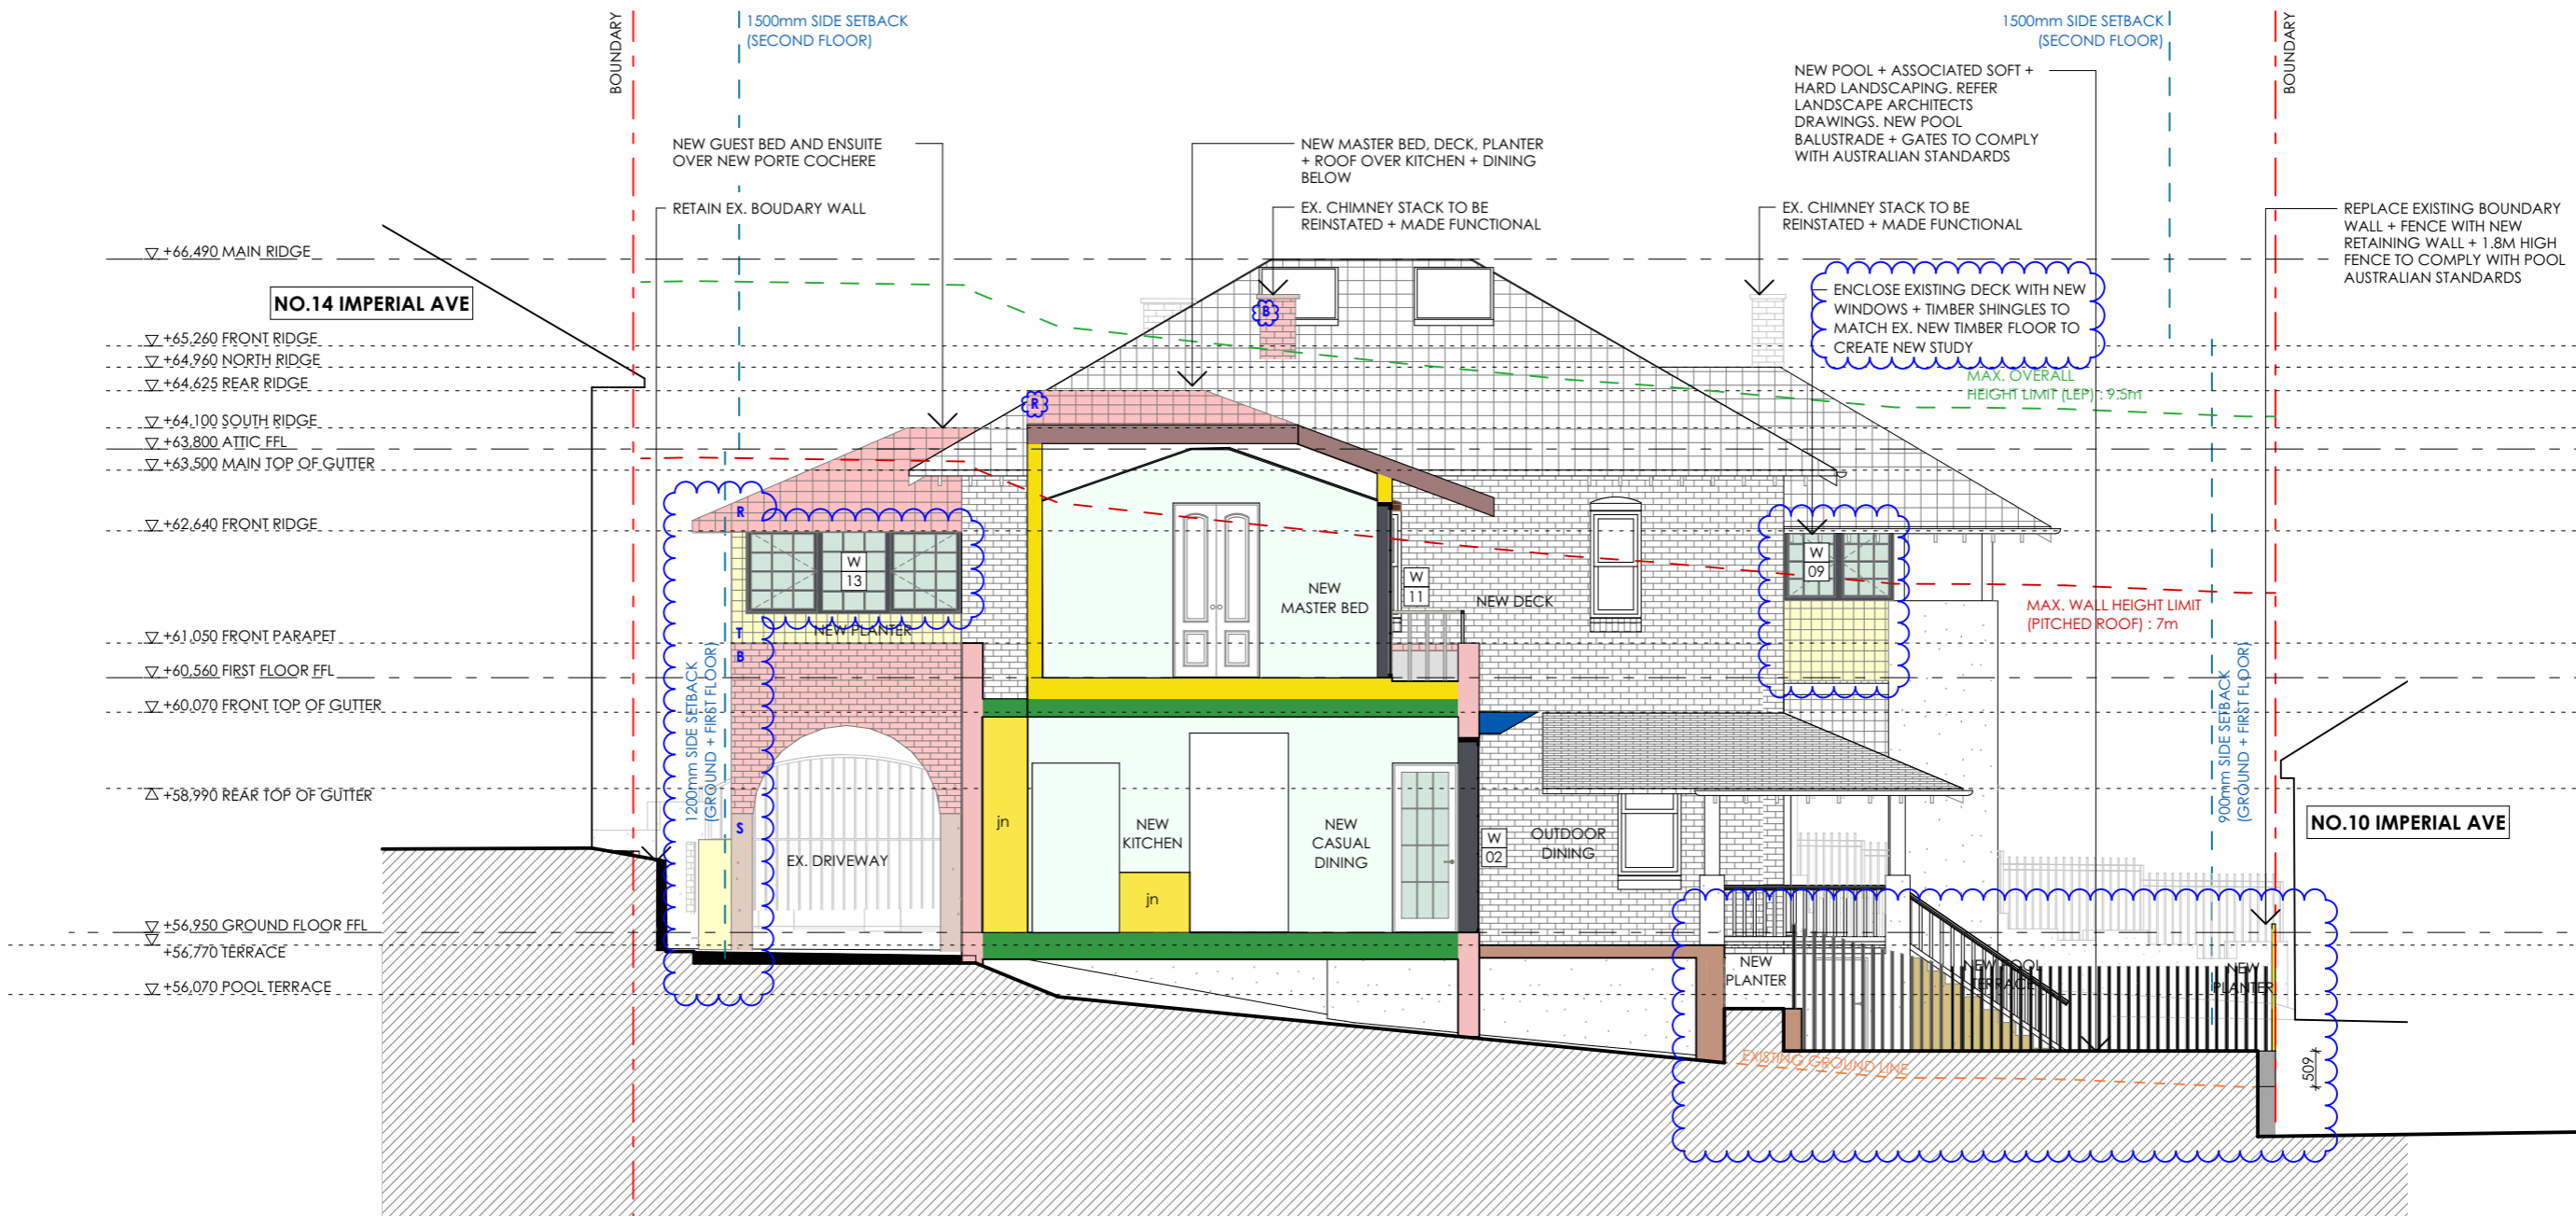 BOUNDARY
1500mm SIDE SETBACK
(SECOND FLOOR)
1500mm SIDE SETBACK
(SECOND FLOOR)
BOUNDARY
NEW POOL + ASSOCIATED SOFT +
HARD LANDSCAPING. REFER
LANDSCAPE ARCHITECTS
DRAWINGS. NEW POOL
BALUSTRADE + GATES TO COMPLY
WITH AUSTRALIAN STANDARDS
NEW GUEST BED AND ENSUITE
OVER NEW PORTE COCHERE
NEW MASTER BED, DECK, PLANTER
+ ROOF OVER KITCHEN + DINING
BELOW
RETAIN EX. BOUDARY WALL
EX. CHIMNEY STACK TO BE
REINSTATED + MADE FUNCTIONAL
EX. CHIMNEY STACK TO BE
REINSTATED + MADE FUNCTIONAL
REPLACE EXISTING BOUNDARY
WALL + FENCE WITH NEW
RETAINING WALL + 1.8M HIGH
FENCE TO COMPLY WITH POOL
AUSTRALIAN STANDARDS
+66,490 MAIN RIDGE
NO.14 IMPERIAL AVE
ENCLOSE EXISTING DECK WITH NEW
WINDOWS + TIMBER SHINGLES TO
MATCH EX. NEW TIMBER FLOOR TO
CREATE NEW STUDY
B
+65,260 FRONT RIDGE
+64,960 NORTH RIDGE
+64,625 REAR RIDGE
MAX. OVERALL
HEIGHT LIMIT (LEP) : 9.5m
R
+64,100 SOUTH RIDGE
+63,800 ATTIC FFL
+63,500 MAIN TOP OF GUTTER
R
+62,640 FRONT RIDGE
W
13
W
09
W
11
NEW
MASTER BED
NEW DECK
MAX. WALL HEIGHT LIMIT
(PITCHED ROOF) : 7m
+61,050 FRONT PARAPET
T
NEW PLANTER
B
+60,560 FIRST FLOOR FFL
+60,070 FRONT TOP OF GUTTER
1200mm SIDE SETBACK
(GROUND + FIRST FLOOR)
900mm SIDE SETBACK
(GROUND + FIRST FLOOR)
+58,990 REAR TOP OF GUTTER
S
jn
NEW
KITCHEN
NEW
CASUAL
DINING
W
02
OUTDOOR
DINING
NO.10 IMPERIAL AVE
EX. DRIVEWAY
jn
+56,950 GROUND FLOOR FFL
+56,770 TERRACE
+56,070 POOL TERRACE
NEW
PLANTER
NEW POOL
TERRACE
NEW
PLANTER
EXISTING GROUND LINE
509